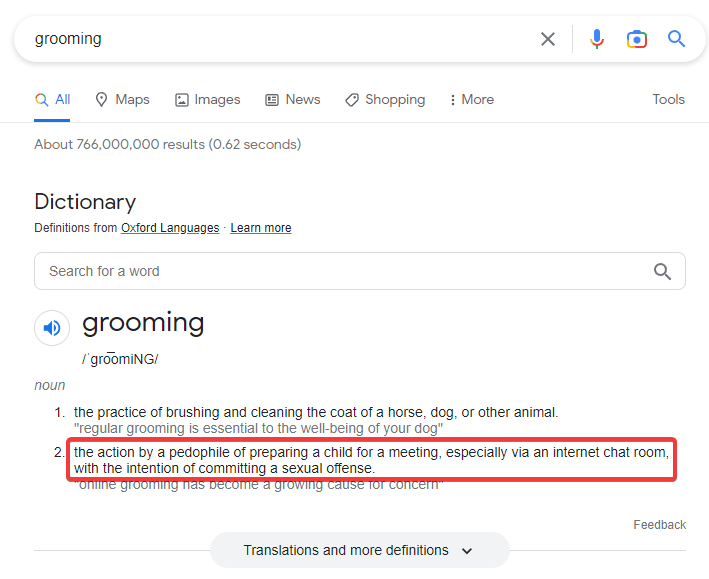 grooming
All Maps Images News Shopping More Tools
About 766,000,000 results (0.62 seconds)
Dictionary
Definitions from Oxford Languages · Learn more
Search for a word
grooming
/ˈgro͞omiNG/
noun
1. the practice of brushing and cleaning the coat of a horse, dog, or other animal.
"regular grooming is essential to the well-being of your dog"
2. the action by a pedophile of preparing a child for a meeting, especially via an internet chat room,
with the intention of committing a sexual offense.
"online grooming has become a growing cause for concern"
Feedback
Translations and more definitions